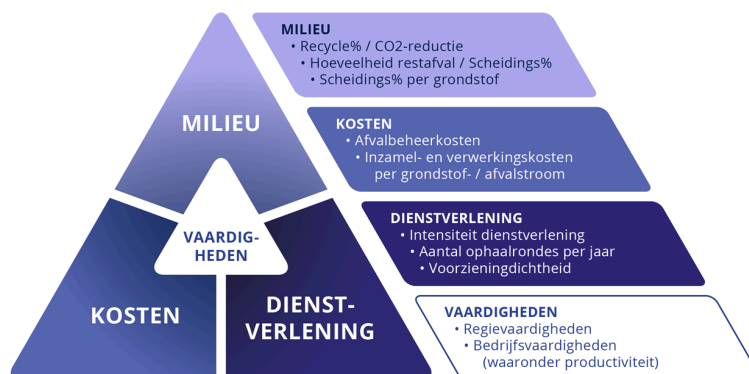 MILIEU
VAARDIG-
HEDEN
KOSTEN
DIENST-
VERLENING
MILIEU
• Recycle% / CO2-reductie
• Hoeveelheid restafval / Scheidings%
• Scheidings% per grondstof
KOSTEN
• Afvalbeheerkosten
• Inzamel- en verwerkingskosten
per grondstof- / afvalstroom
DIENSTVERLENING
• Intensiteit dienstverlening
• Aantal ophaalrondes per jaar
• Voorzieningdichtheid
VAARDIGHEDEN
• Regievaardigheden
• Bedrijfsvaardigheden
(waaronder productiviteit)